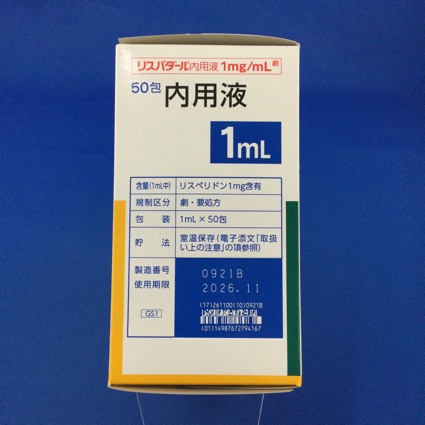 リスパダール内用液 1mg/mL 劇
50包 内用液
1mL
含量(1mL中) リスペリドン1mg含有
規制区分 劇・要処方
包装 1mL × 50包
貯法 室温保存(電子添文「取扱い上の注意」の項参照)
製造番号 0921B
使用期限 2026.11
(17)261100(10)0921B
GS1
(01)14987672794167